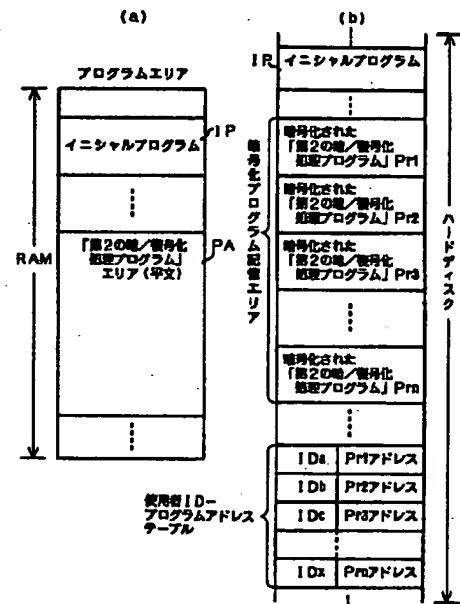 (a)
プログラムエリア
イニシャルプログラム
IP
「第2の暗／復号化
処理プログラム」
エリア(平文)
PA
RAM
(b)
IP
イニシャルプログラム
暗号化された
「第2の暗／復号化
処理プログラム」Pr1
暗号化された
「第2の暗／復号化
処理プログラム」Pr2
暗号化された
「第2の暗／復号化
処理プログラム」Pr3
暗号化された
「第2の暗／復号化
処理プログラム」Prn
暗号化プログラム記憶エリア
ハードディスク
使用者ID-
プログラムアドレス
テーブル
IDa Pr1アドレス
IDb Pr2アドレス
IDc Pr3アドレス
IDx Prnアドレス